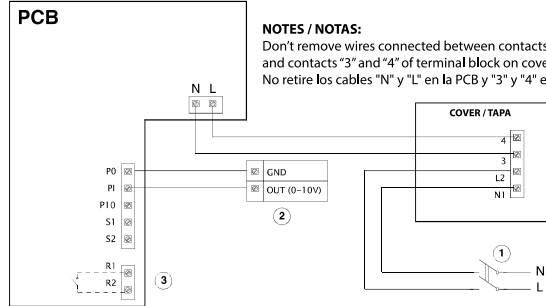 PCB
NOTES / NOTAS:
Don't remove wires connected between contacts
and contacts "3" and "4" of terminal block on cove
No retire los cables "N" y "L" en la PCB y "3" y "4" e
N L
COVER / TAPA
4
3
L2
N1
P0
PI
P10
S1
S2
R1
R2
GND
OUT (0-10V)
2
3
1
N
L